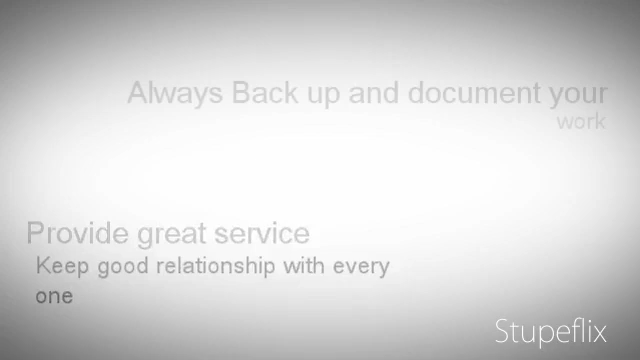 Always Back up and document your
work
Provide great service
Keep good relationship with every
one
Stupeflix